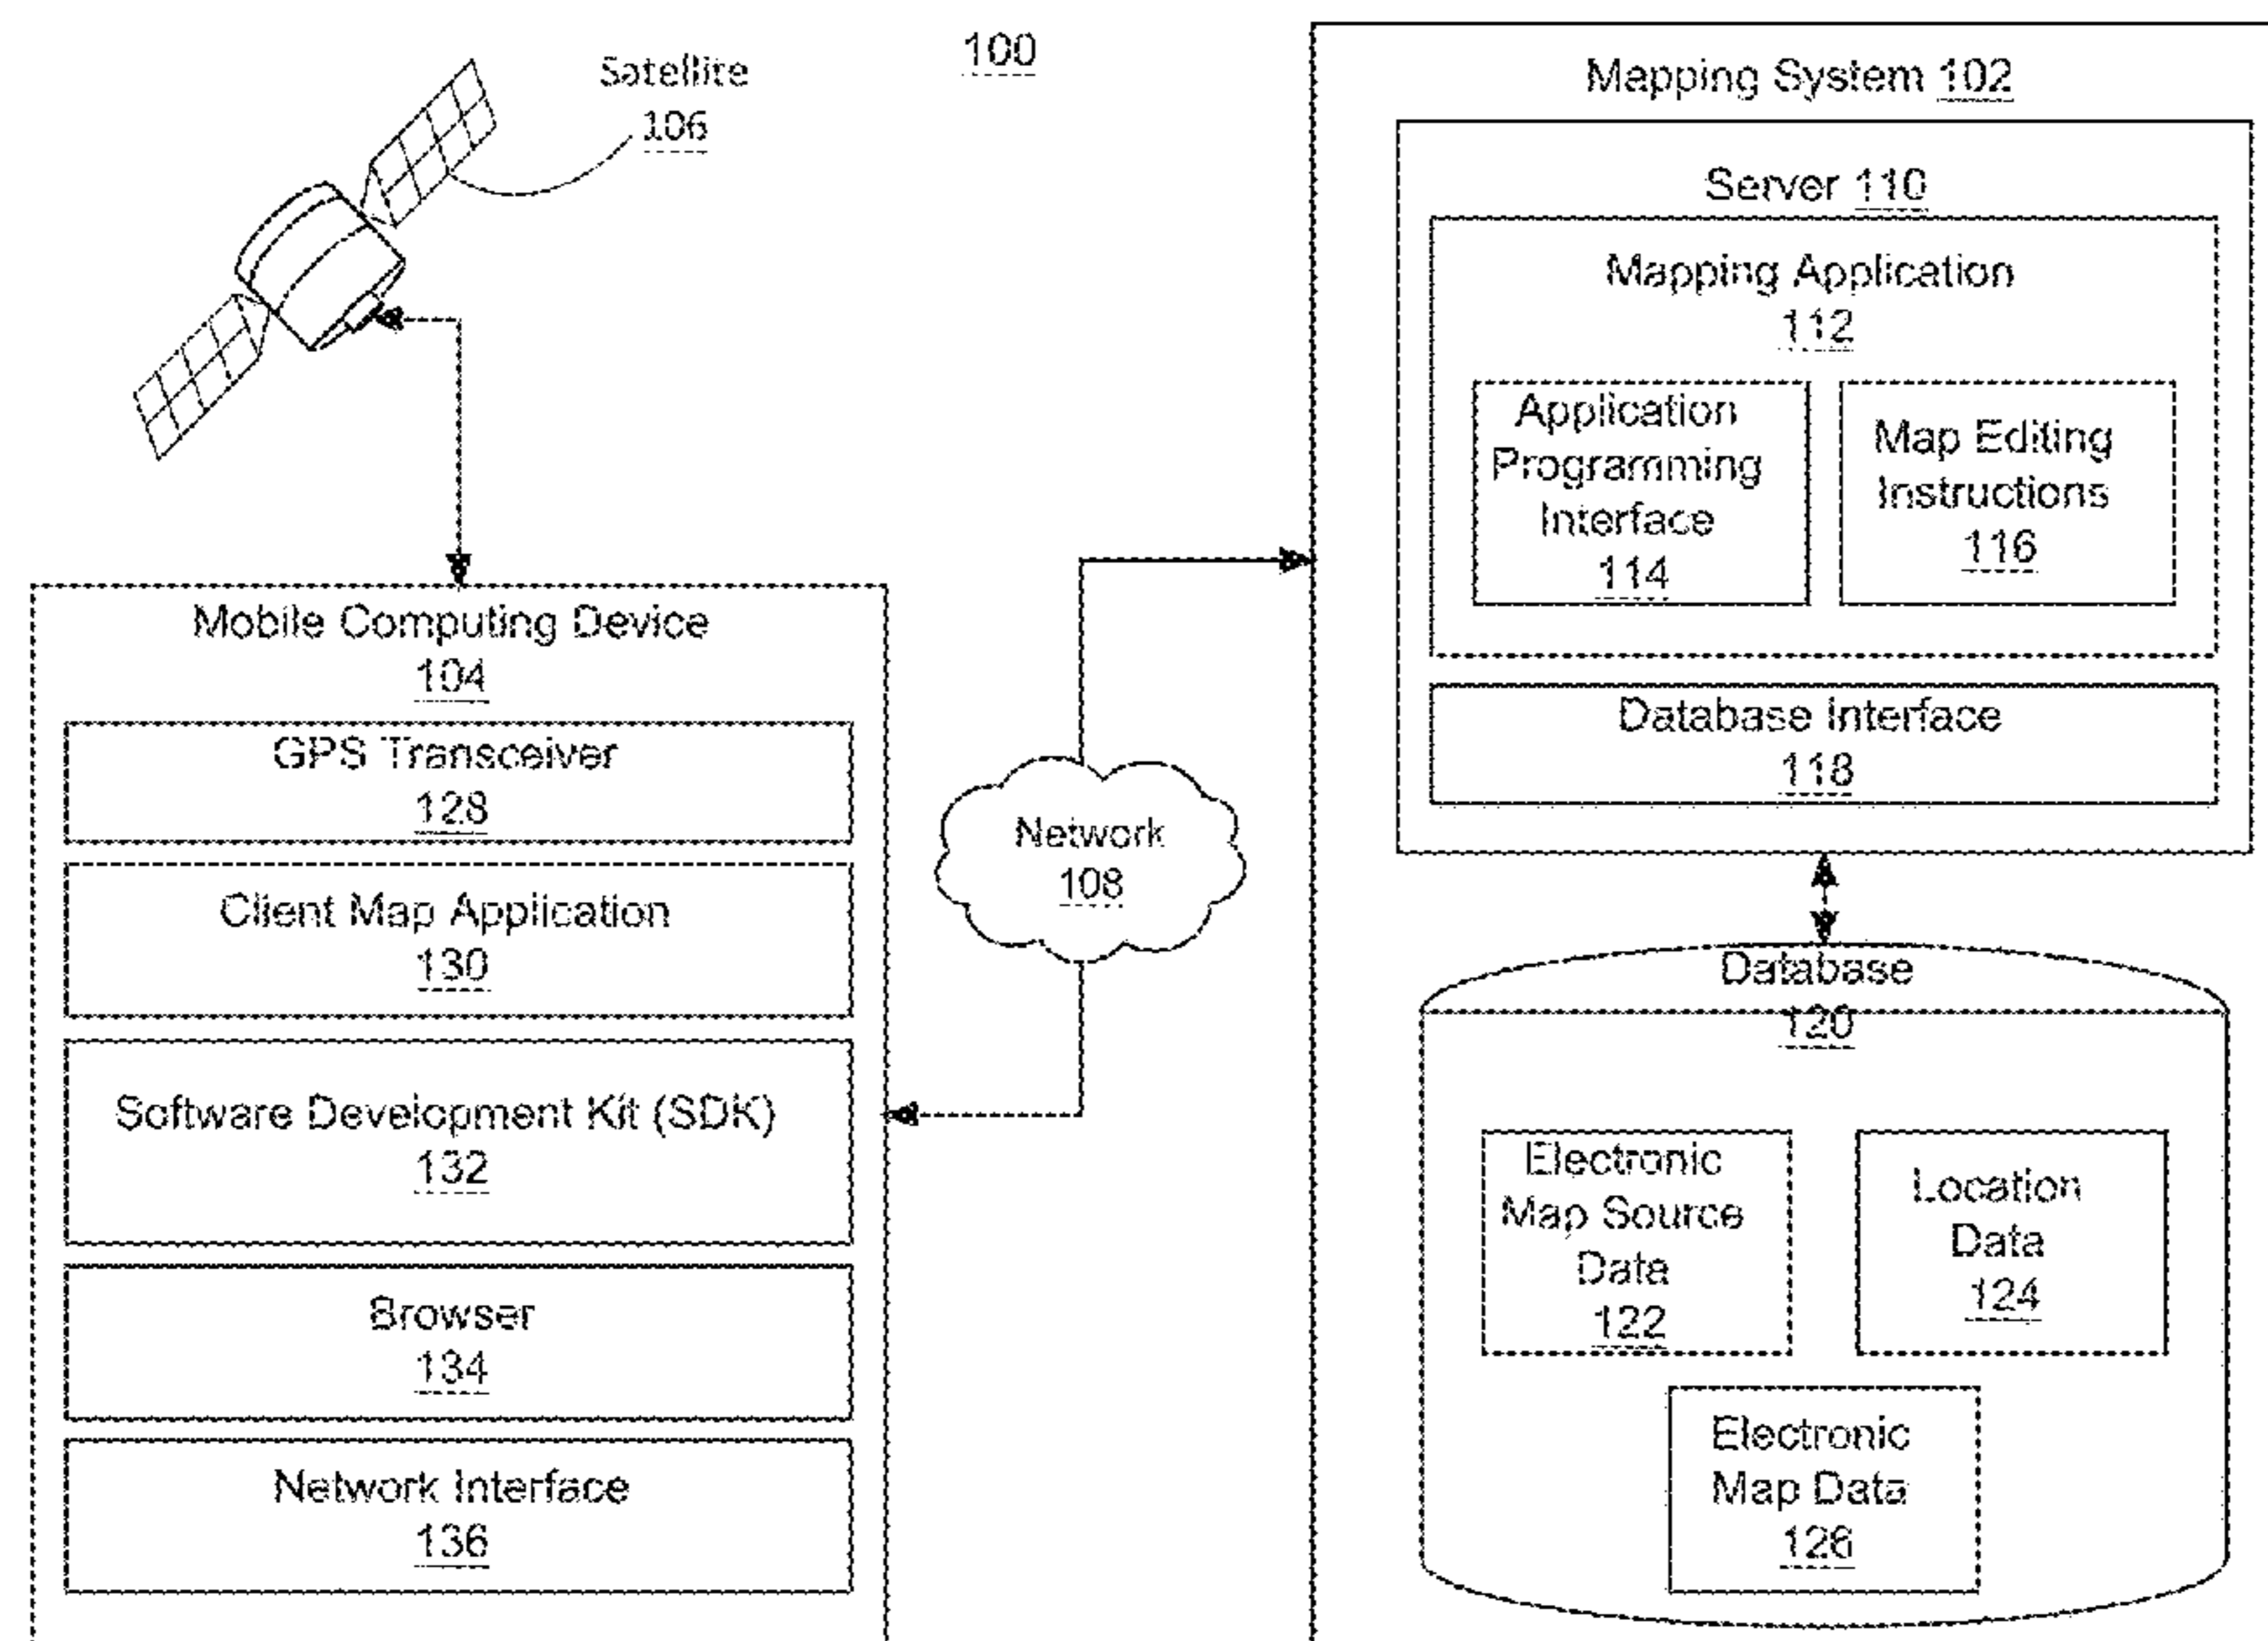 100
Satellite
106
Mobile Computing Device
104
GPS Transceiver
128
Client Map Application
130
Software Development Kit (SDK)
132
Browser
134
Network Interface
136
Network
108
Mapping System 102
Server 110
Mapping Application
112
Application
Programming
Interface
114
Map Editing
Instructions
116
Database Interface
118
Database
120
Electronic
Map Source
Data
122
Location
Data
124
Electronic
Map Data
126